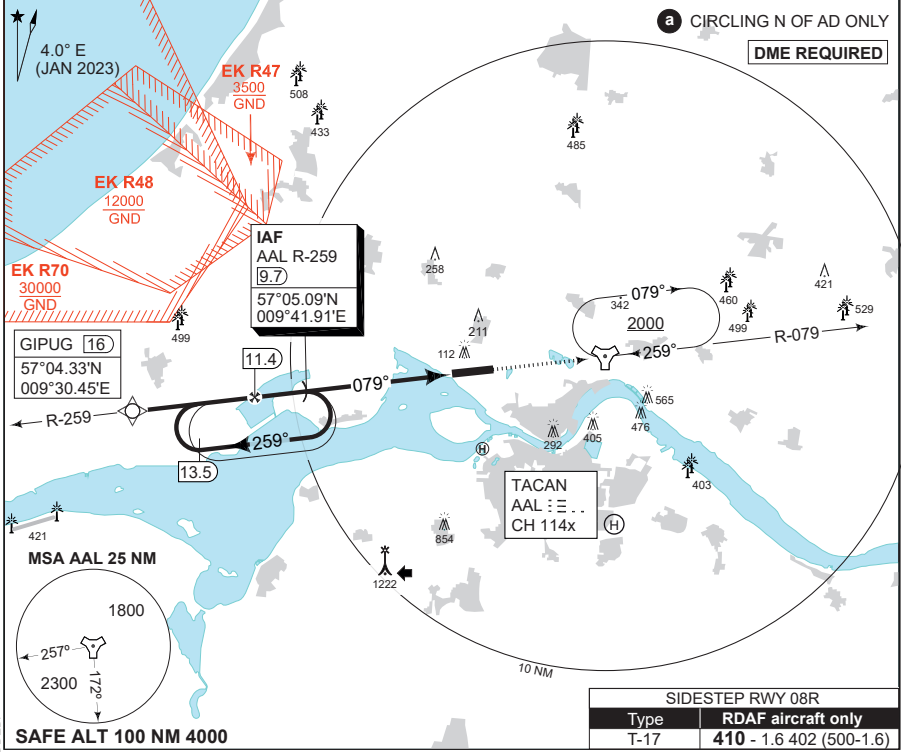 a CIRCLING N OF AD ONLY
DME REQUIRED
4.0° E
(JAN 2023)
EK R47
3500
GND
508
433
485
EK R48
12000
GND
IAF
AAL R-259
9.7
57°05.09'N
009°41.91'E
EK R70
30000
GND
499
258
211
112
342
079°
2000
259°
460
499
421
529
R-079
GIPUG 16
57°04.33'N
009°30.45'E
11.4
079°
R-259
259°
13.5
565
476
405
292
H
403
TACAN
AAL
CH 114x
H
854
1222
421
MSA AAL 25 NM
1800
257°
2300
172°
SAFE ALT 100 NM 4000
10 NM
SIDESTEP RWY 08R
Type RDAF aircraft only
T-17 410 - 1.6 402 (500-1.6)